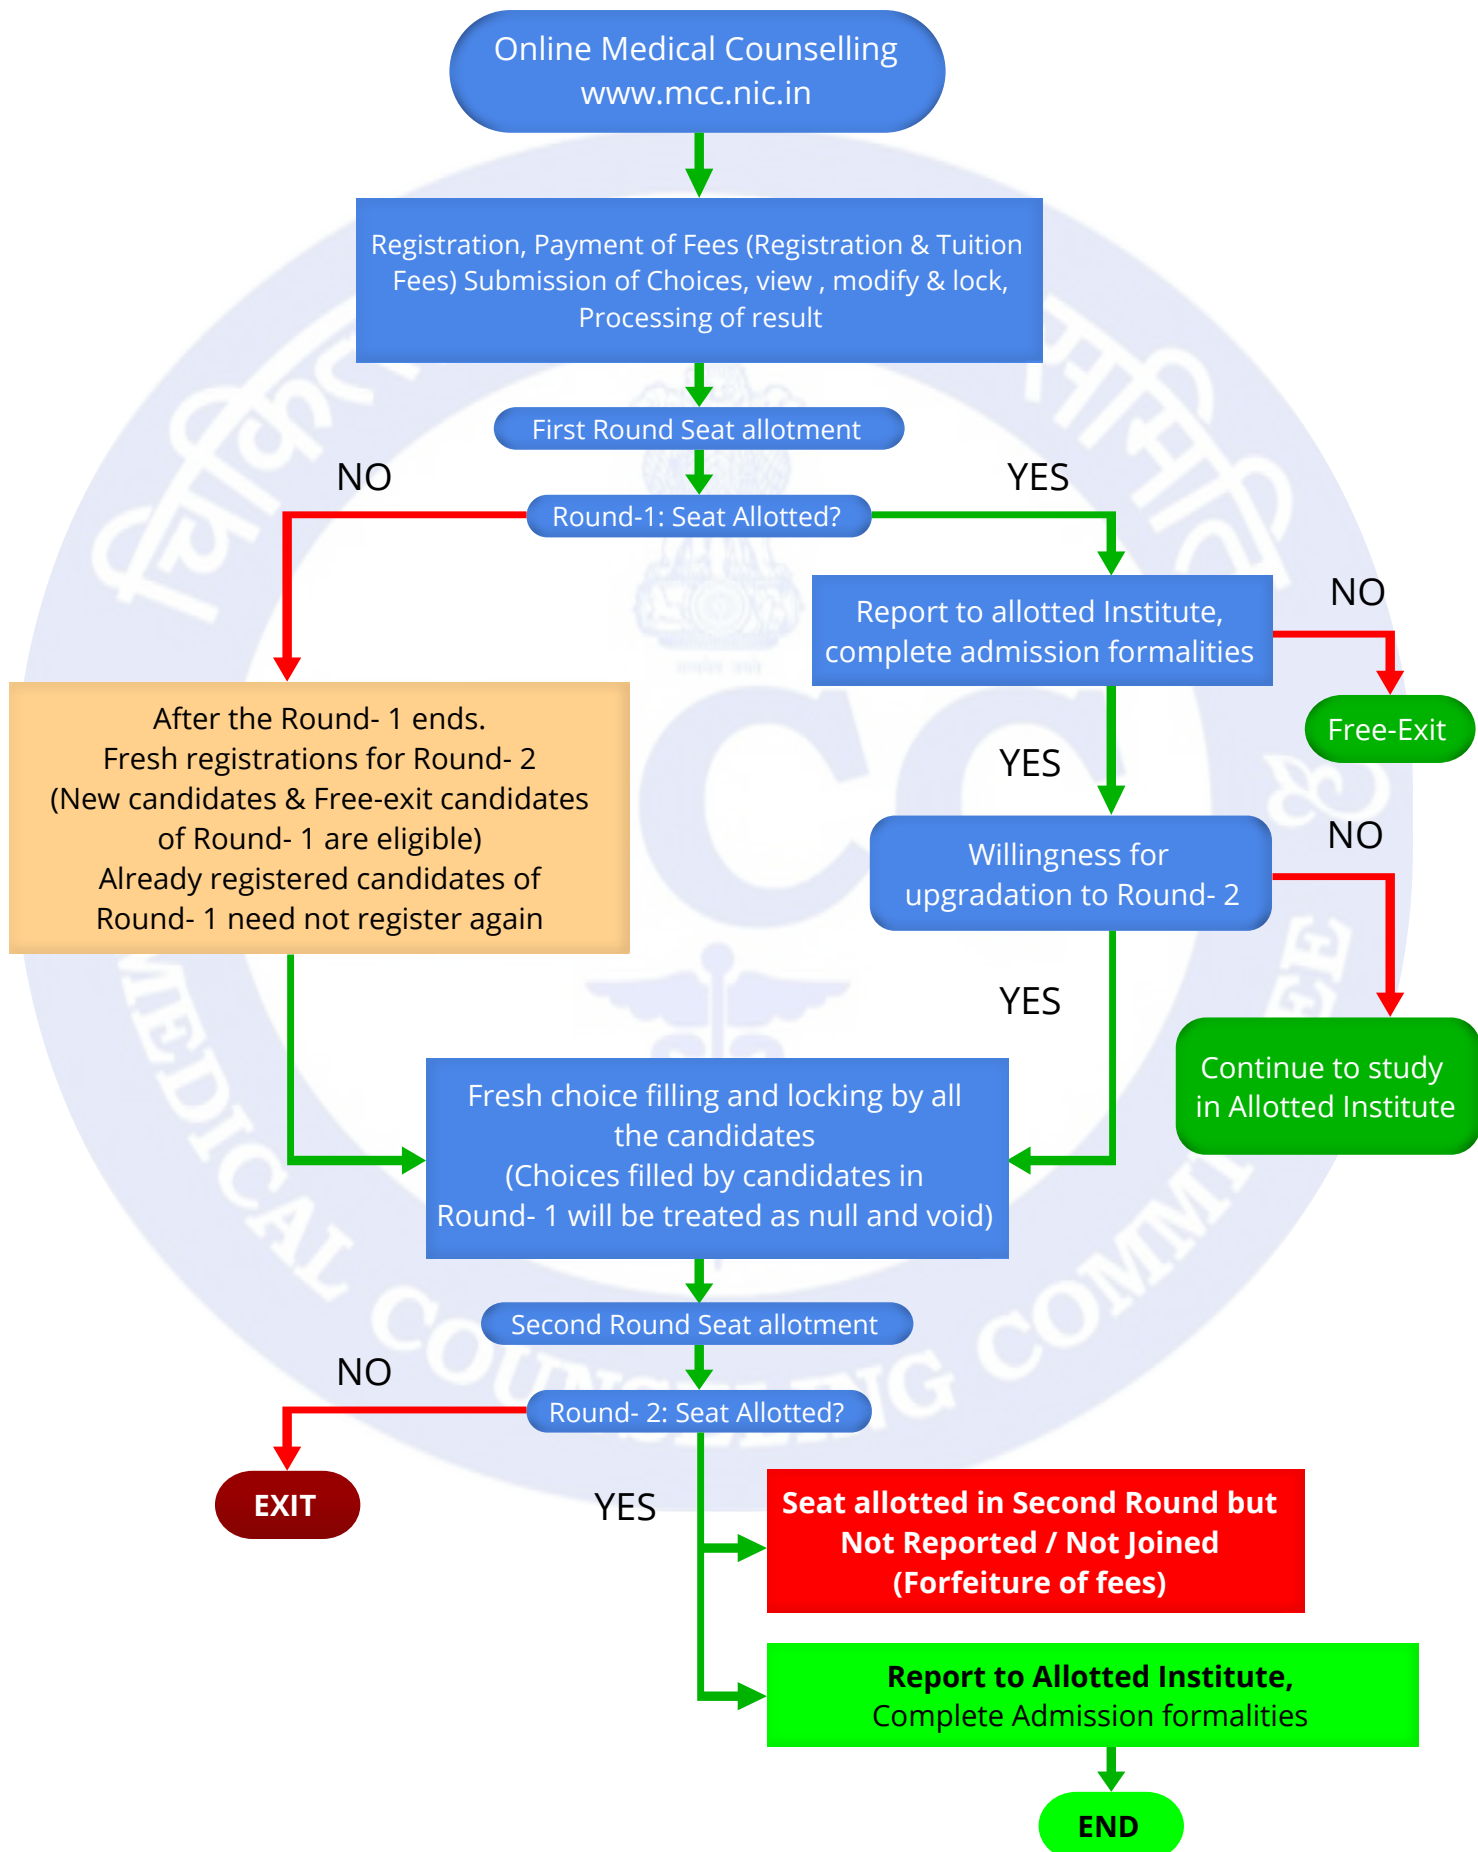 Online Medical Counselling
www.mcc.nic.in
Registration, Payment of Fees (Registration & Tuition
Fees) Submission of Choices, view , modify & lock,
Processing of result
First Round Seat allotment
NO
YES
Round-1: Seat Allotted?
Report to allotted Institute,
complete admission formalities
NO
Free-Exit
After the Round- 1 ends.
Fresh registrations for Round- 2
(New candidates & Free-exit candidates
of Round- 1 are eligible)
Already registered candidates of
Round- 1 need not register again
YES
Willingness for
upgradation to Round- 2
NO
YES
Continue to study
in Allotted Institute
Fresh choice filling and locking by all
the candidates
(Choices filled by candidates in
Round- 1 will be treated as null and void)
Second Round Seat allotment
NO
Round- 2: Seat Allotted?
EXIT
YES
Seat allotted in Second Round but
Not Reported / Not Joined
(Forfeiture of fees)
Report to Allotted Institute,
Complete Admission formalities
END
समिति
CC
MEDICAL COUNSELLING